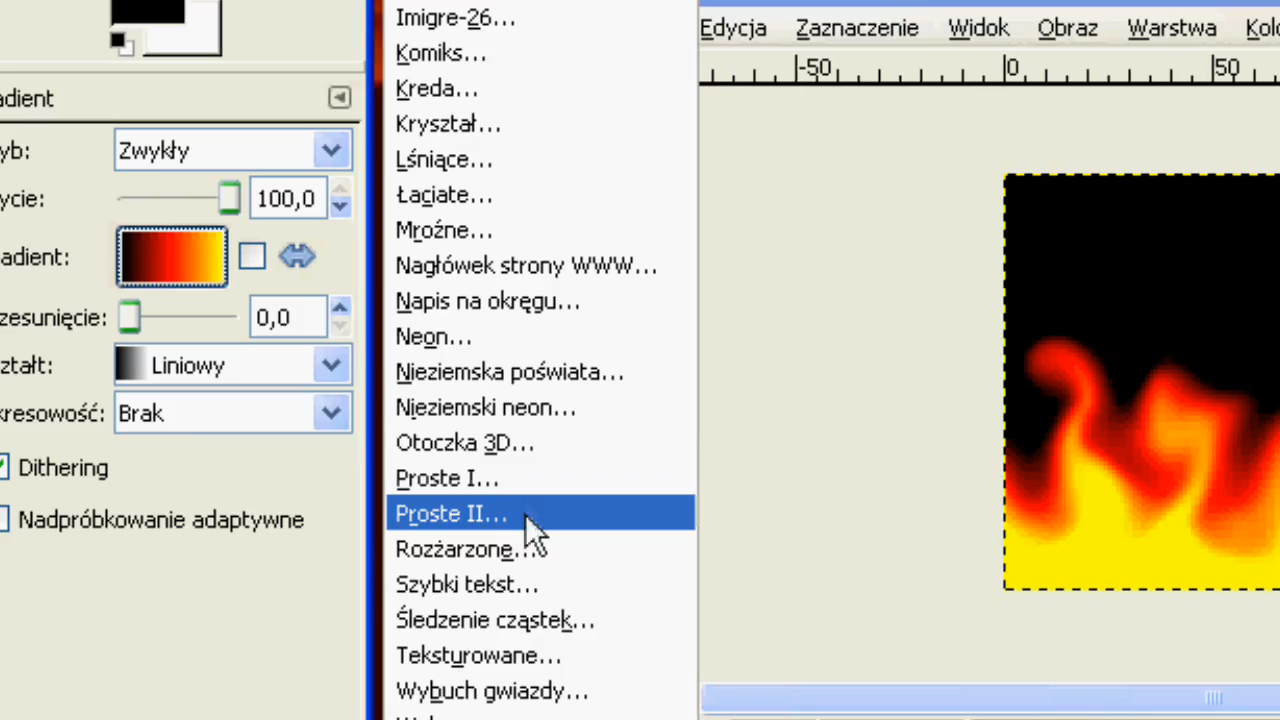 adient
yb:
Zwykły
ycie:
100,0
adient:
zesunięcie:
0,0
ztałt:
Liniowy
kresowość:
Brak
Dithering
Nadpróbkowanie adaptywne
Imigre-26...
Komiks...
Kreda...
Kryształ...
Lśniące...
Łaciate...
Mroźne...
Nagłówek strony WWW...
Napis na okręgu...
Neon...
Nieziemska poświata...
Nieziemski neon...
Otoczka 3D...
Proste I...
Proste II...
Rozżarzone...
Szybki tekst...
Śledzenie cząstek...
Teksturowane...
Wybuch gwiazdy...
Edycja Zaznaczenie Widok Obraz Warstwa Kolo
-50 0 50